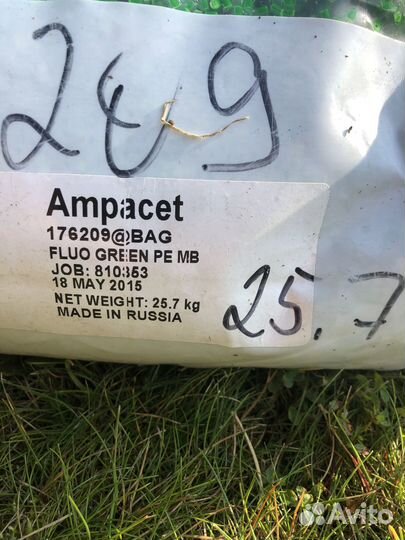 209
Ampacet
176209@BAG
FLUO GREEN PE MB
JOB: 810353
18 MAY 2015
NET WEIGHT: 25.7 kg
MADE IN RUSSIA
25,7
Avito